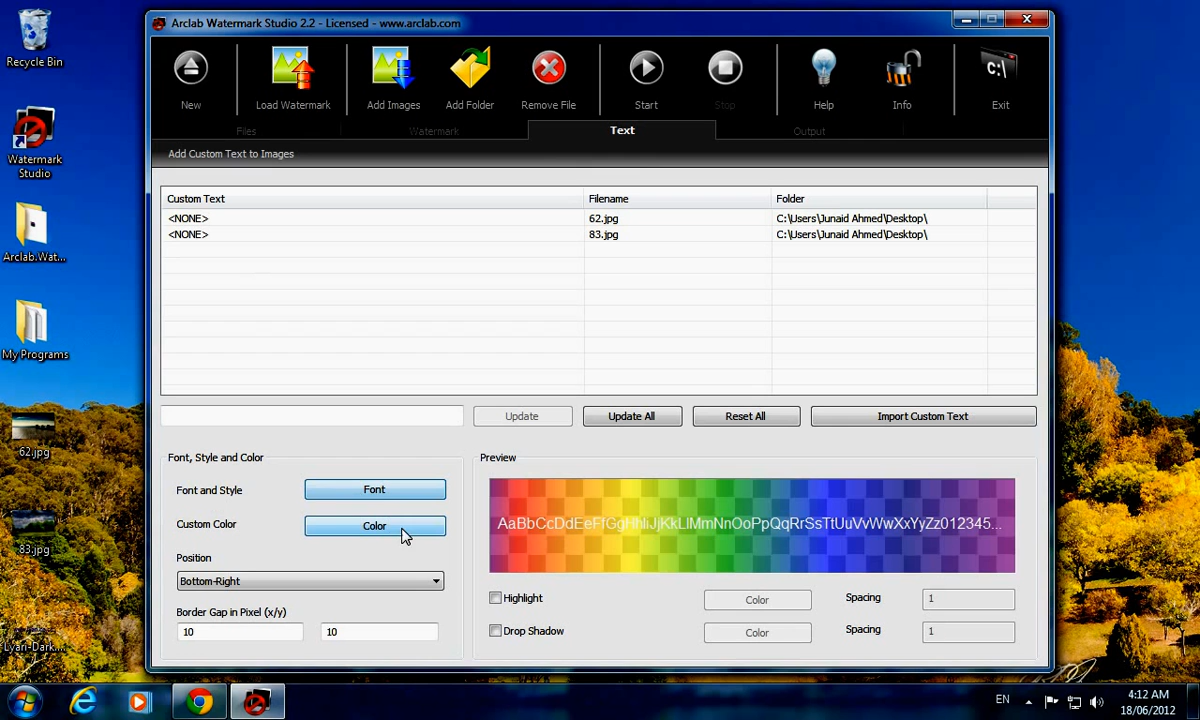 Recycle Bin
Watermark
Studio
Arclab.Wat...
My Programs
62.jpg
83.jpg
Lyari-Dark....
Arclab Watermark Studio 2.2 - Licensed - www.arclab.com
New
Load Watermark
Add Images
Add Folder
Remove File
Start
Stop
Help
Info
C:\
Exit
Files
Watermark
Text
Output
Add Custom Text to Images
Custom Text Filename Folder
<NONE> 62.jpg C:\Users\Junaid Ahmed\Desktop\
<NONE> 83.jpg C:\Users\Junaid Ahmed\Desktop\
Update
Update All
Reset All
Import Custom Text
Font, Style and Color
Font and Style Font
Custom Color Color
Position
Bottom-Right
Border Gap in Pixel (x/y)
10 10
Preview
AaBbCcDdEeFfGgHhIiJjKkLlMmNnOoPpQqRrSsTtUuVvWwXxYyZz012345...
Highlight Color Spacing 1
Drop Shadow Color Spacing 1
EN
4:12 AM
18/06/2012